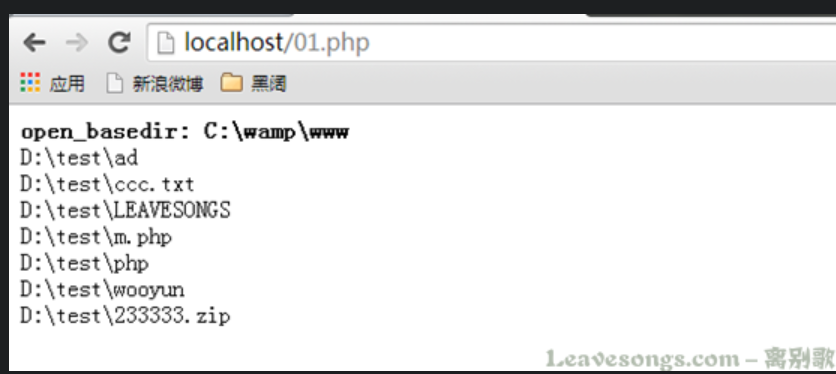 localhost/01.php
应用 新浪微博 黑阔
open_basedir: C:\wamp\www
D:\test\ad
D:\test\ccc.txt
D:\test\LEAVESONGS
D:\test\m.php
D:\test\php
D:\test\wooyun
D:\test\233333.zip
Leavesongs.com - 离别歌